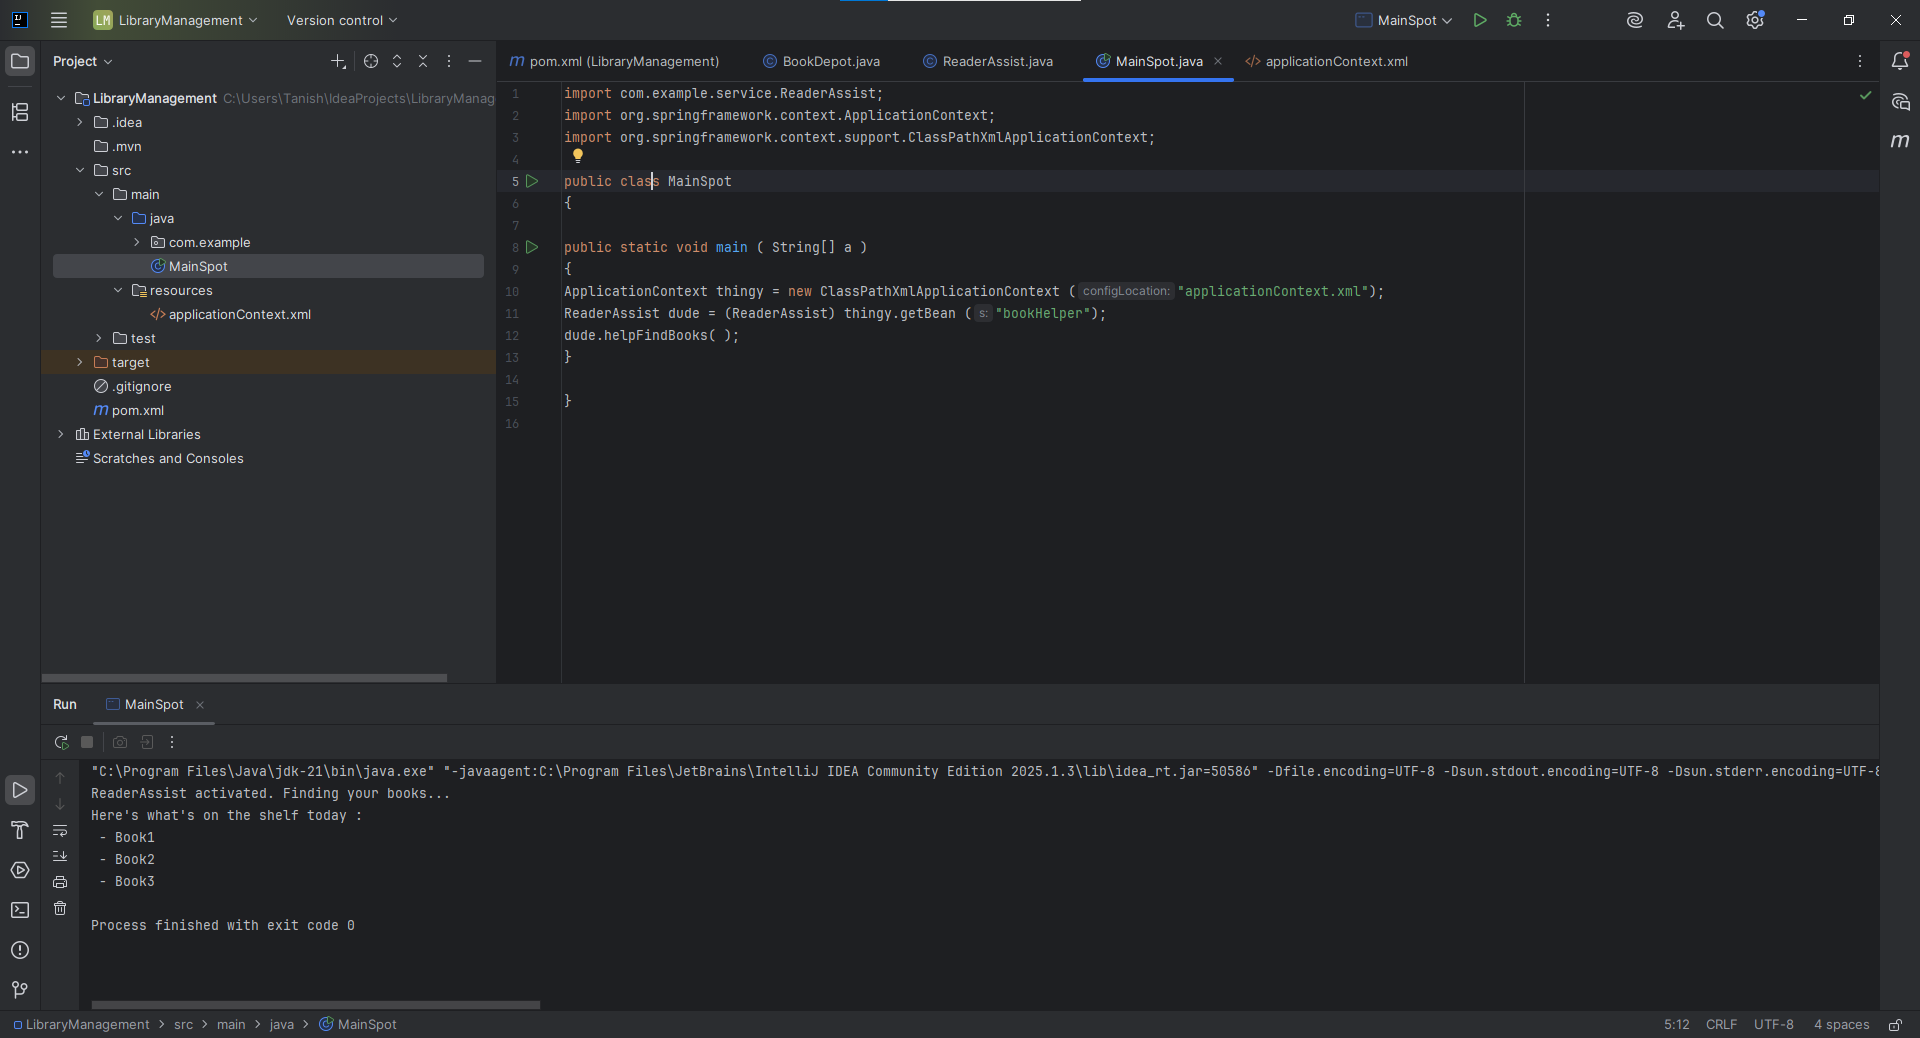 LM LibraryManagement Version control MainSpot
Project
LibraryManagement C:\Users\Tanish\IdeaProjects\LibraryManag
.idea
.mvn
src
main
java
com.example
MainSpot
resources
applicationContext.xml
test
target
.gitignore
pom.xml
External Libraries
Scratches and Consoles
pom.xml (LibraryManagement) BookDepot.java ReaderAssist.java MainSpot.java applicationContext.xml
1 import com.example.service.ReaderAssist;
2 import org.springframework.context.ApplicationContext;
3 import org.springframework.context.support.ClassPathXmlApplicationContext;
4
5 public class MainSpot
6 {
7
8 public static void main ( String[] a )
9 {
10 ApplicationContext thingy = new ClassPathXmlApplicationContext ( configLocation: "applicationContext.xml");
11 ReaderAssist dude = (ReaderAssist) thingy.getBean ( s: "bookHelper");
12 dude.helpFindBooks( );
13 }
14
15 }
16
Run MainSpot
"C:\Program Files\Java\jdk-21\bin\java.exe" "-javaagent:C:\Program Files\JetBrains\IntelliJ IDEA Community Edition 2025.1.3\lib\idea_rt.jar=50586" -Dfile.encoding=UTF-8 -Dsun.stdout.encoding=UTF-8 -Dsun.stderr.encoding=UTF-8
ReaderAssist activated. Finding your books...
Here's what's on the shelf today :
- Book1
- Book2
- Book3
Process finished with exit code 0
LibraryManagement > src > main > java > MainSpot 5:12 CRLF UTF-8 4 spaces